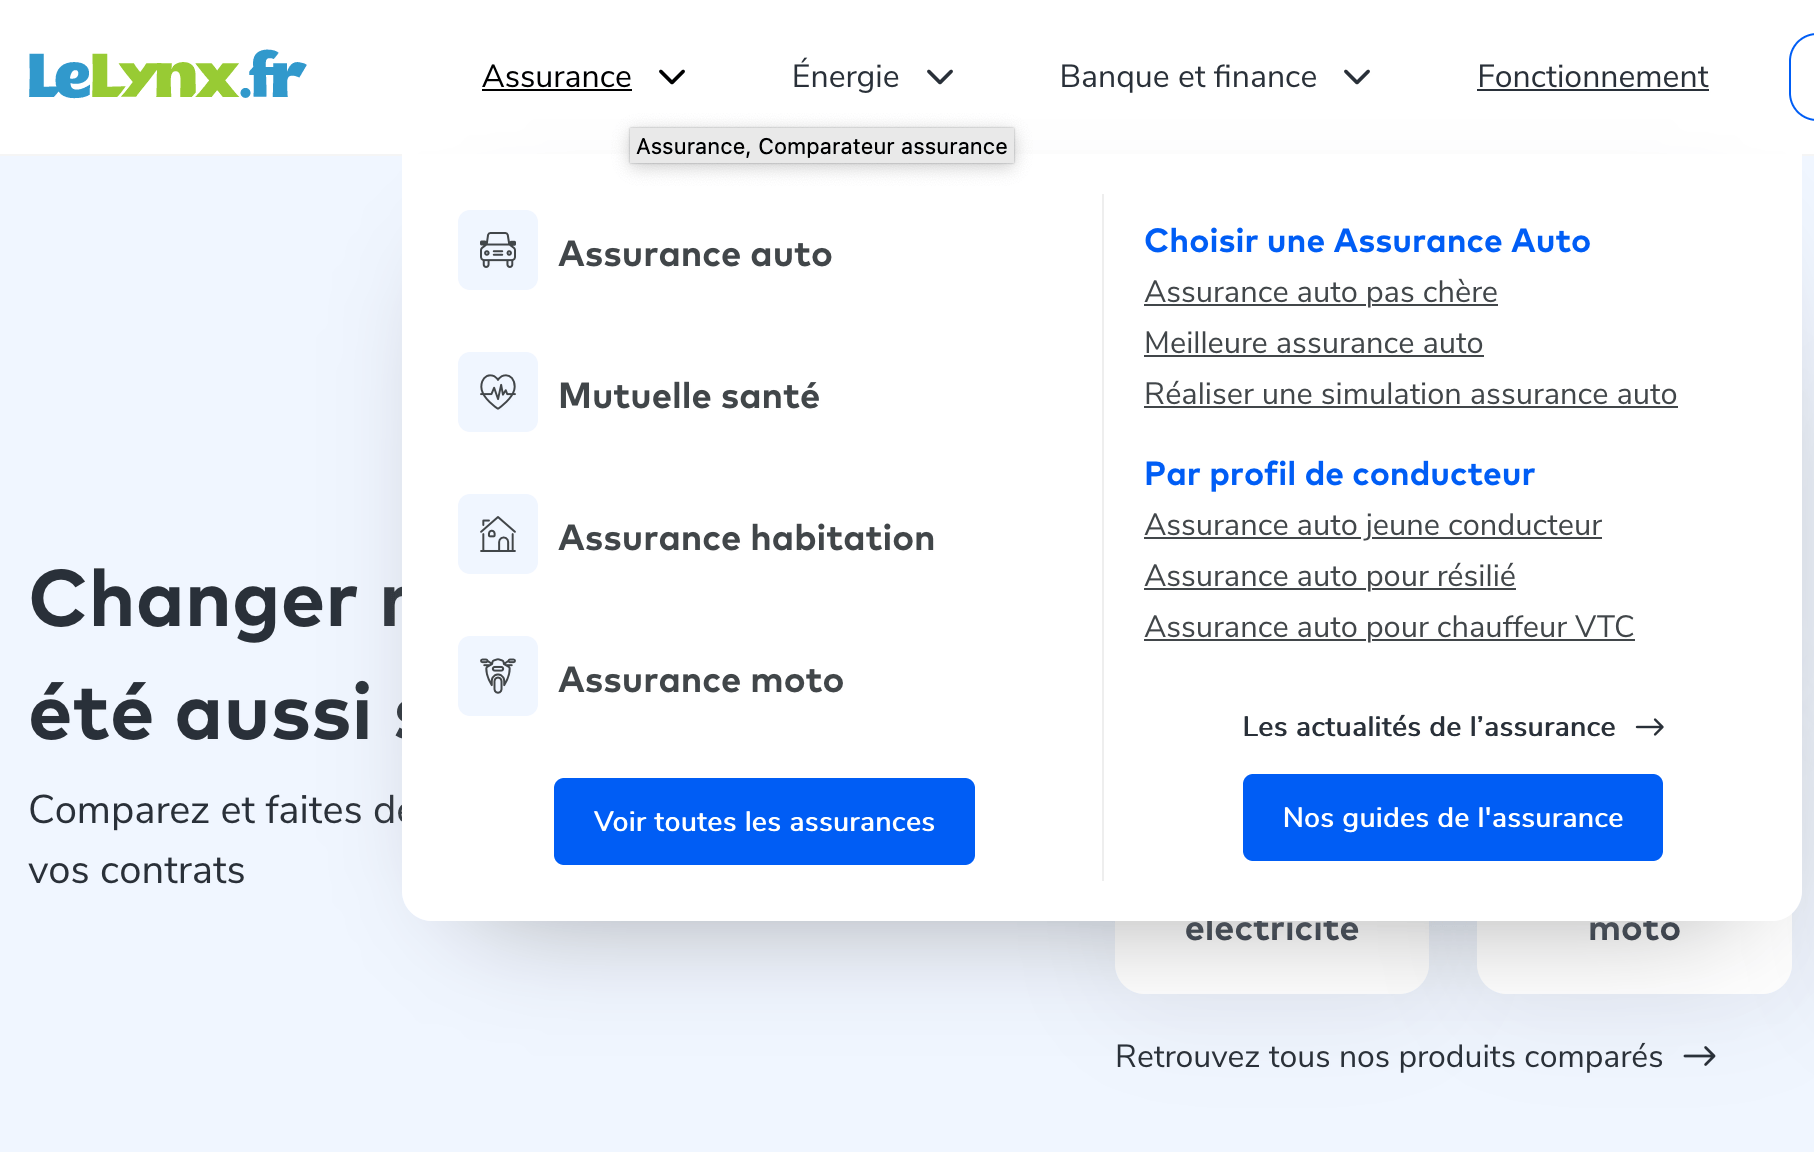 LeLynx.fr
Assurance
Énergie
Banque et finance
Fonctionnement
Assurance, Comparateur assurance
Assurance auto
Mutuelle santé
Assurance habitation
Assurance moto
Voir toutes les assurances
Choisir une Assurance Auto
Assurance auto pas chère
Meilleure assurance auto
Réaliser une simulation assurance auto
Par profil de conducteur
Assurance auto jeune conducteur
Assurance auto pour résilié
Assurance auto pour chauffeur VTC
Les actualités de l’assurance
Nos guides de l'assurance
Changer
été aussi
Comparez et faites
vos contrats
électricité
moto
Retrouvez tous nos produits comparés